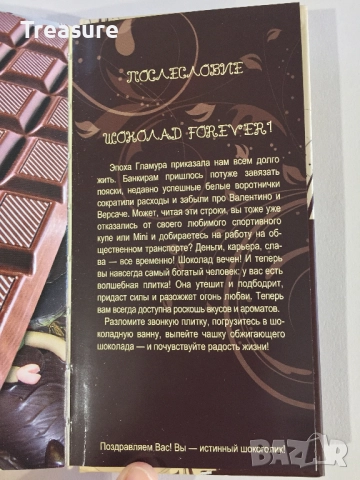 Treasure
ПОСЛЕСЛОВИЕ
ШОКОЛАД FOREVER!
Эпоха Гламура приказала нам всем долго
жить. Банкирам пришлось потуже завязать
пояски, недавно успешные белые воротнички
сократили расходы и забыли про Валентино и
Версаче. Может, читая эти строки, вы тоже уже
отказались от своего любимого спортивного
купе или Mini и добираетесь на работу на об-
щественном транспорте? Деньги, карьера, сла-
ва — все временно! Шоколад вечен! И теперь
вы навсегда самый богатый человек: у вас есть
волшебная плитка! Она утешит и подбодрит,
придаст силы и разожжет огонь любви. Теперь
вам всегда доступна роскошь вкусов и ароматов.
Разломите звонкую плитку, погрузитесь в шо-
коладную ванну, выпейте чашку обжигающего
шоколада — и почувствуйте радость жизни!
Поздравляем Вас! Вы — истинный шокоголик!
BAZAR